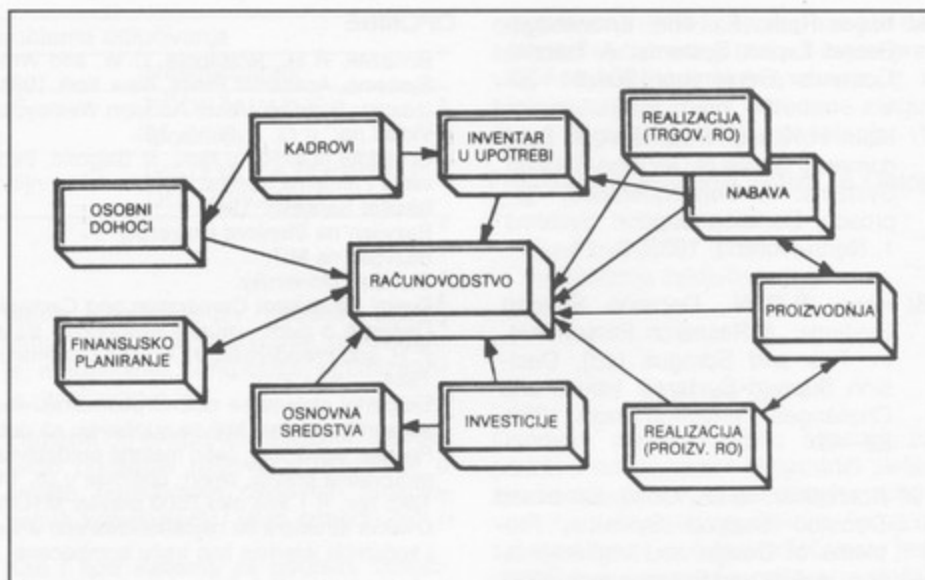 KADROVI
INVENTAR
U UPOTREBI
REALIZACIJA
(TRGOV. RO)
NABAVA
OSOBNI
DOHOCI
RAČUNOVODSTVO
PROIZVODNJA
FINANSIJSKO
PLANIRANJE
OSNOVNA
SREDSTVA
INVESTICIJE
REALIZACIJA
(PROIZV. RO)